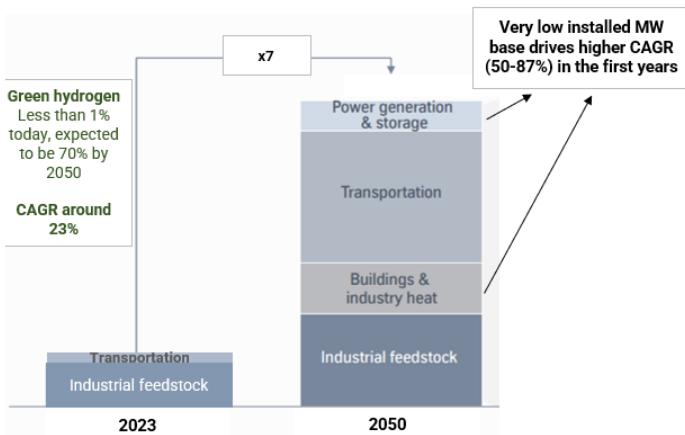 x7
Very low installed MW
base drives higher CAGR
(50-87%) in the first years
Green hydrogen
Less than 1%
today, expected
to be 70% by
2050
CAGR around
23%
Power generation
& storage
Transportation
Buildings &
industry heat
Industrial feedstock
Transportation
Industrial feedstock
2023
2050